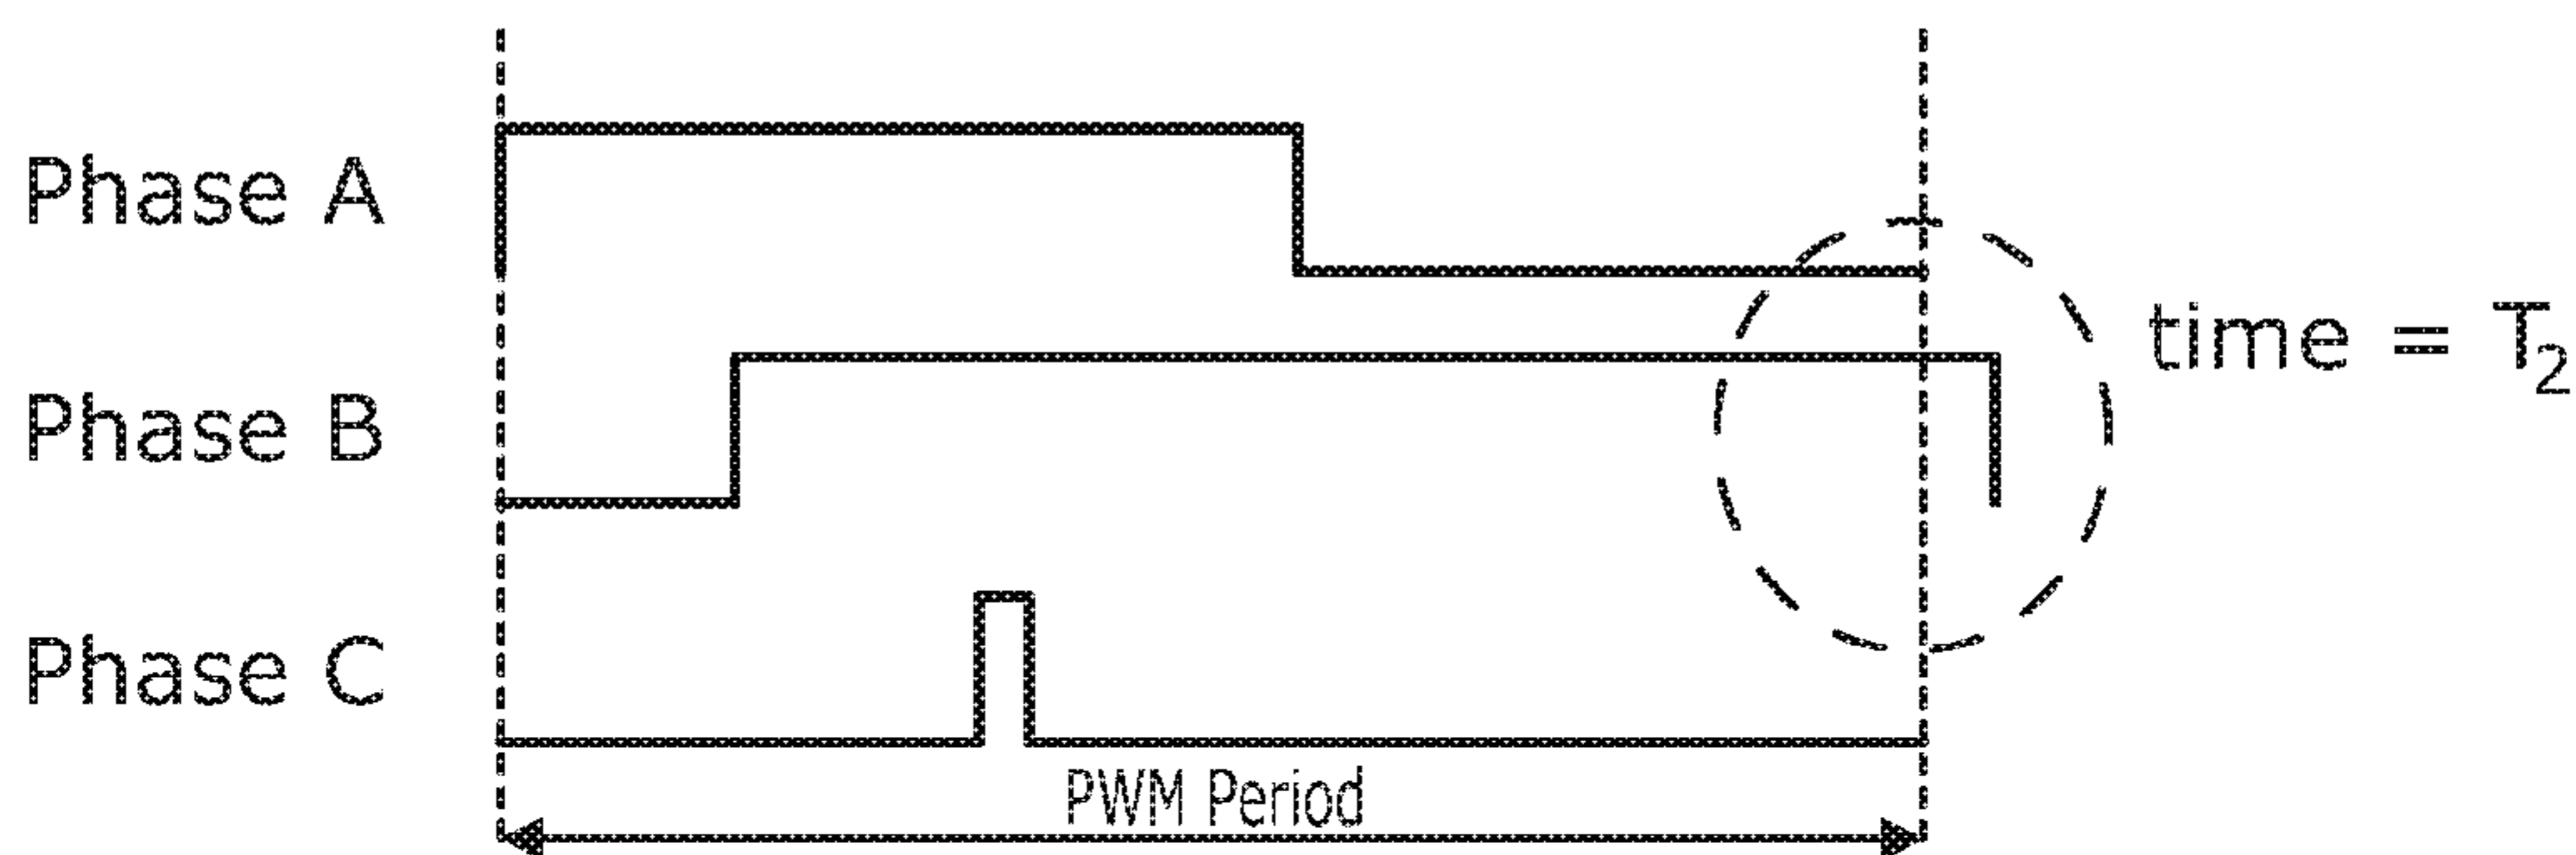 Phase A
time = T₂
Phase B
Phase C
PWM Period